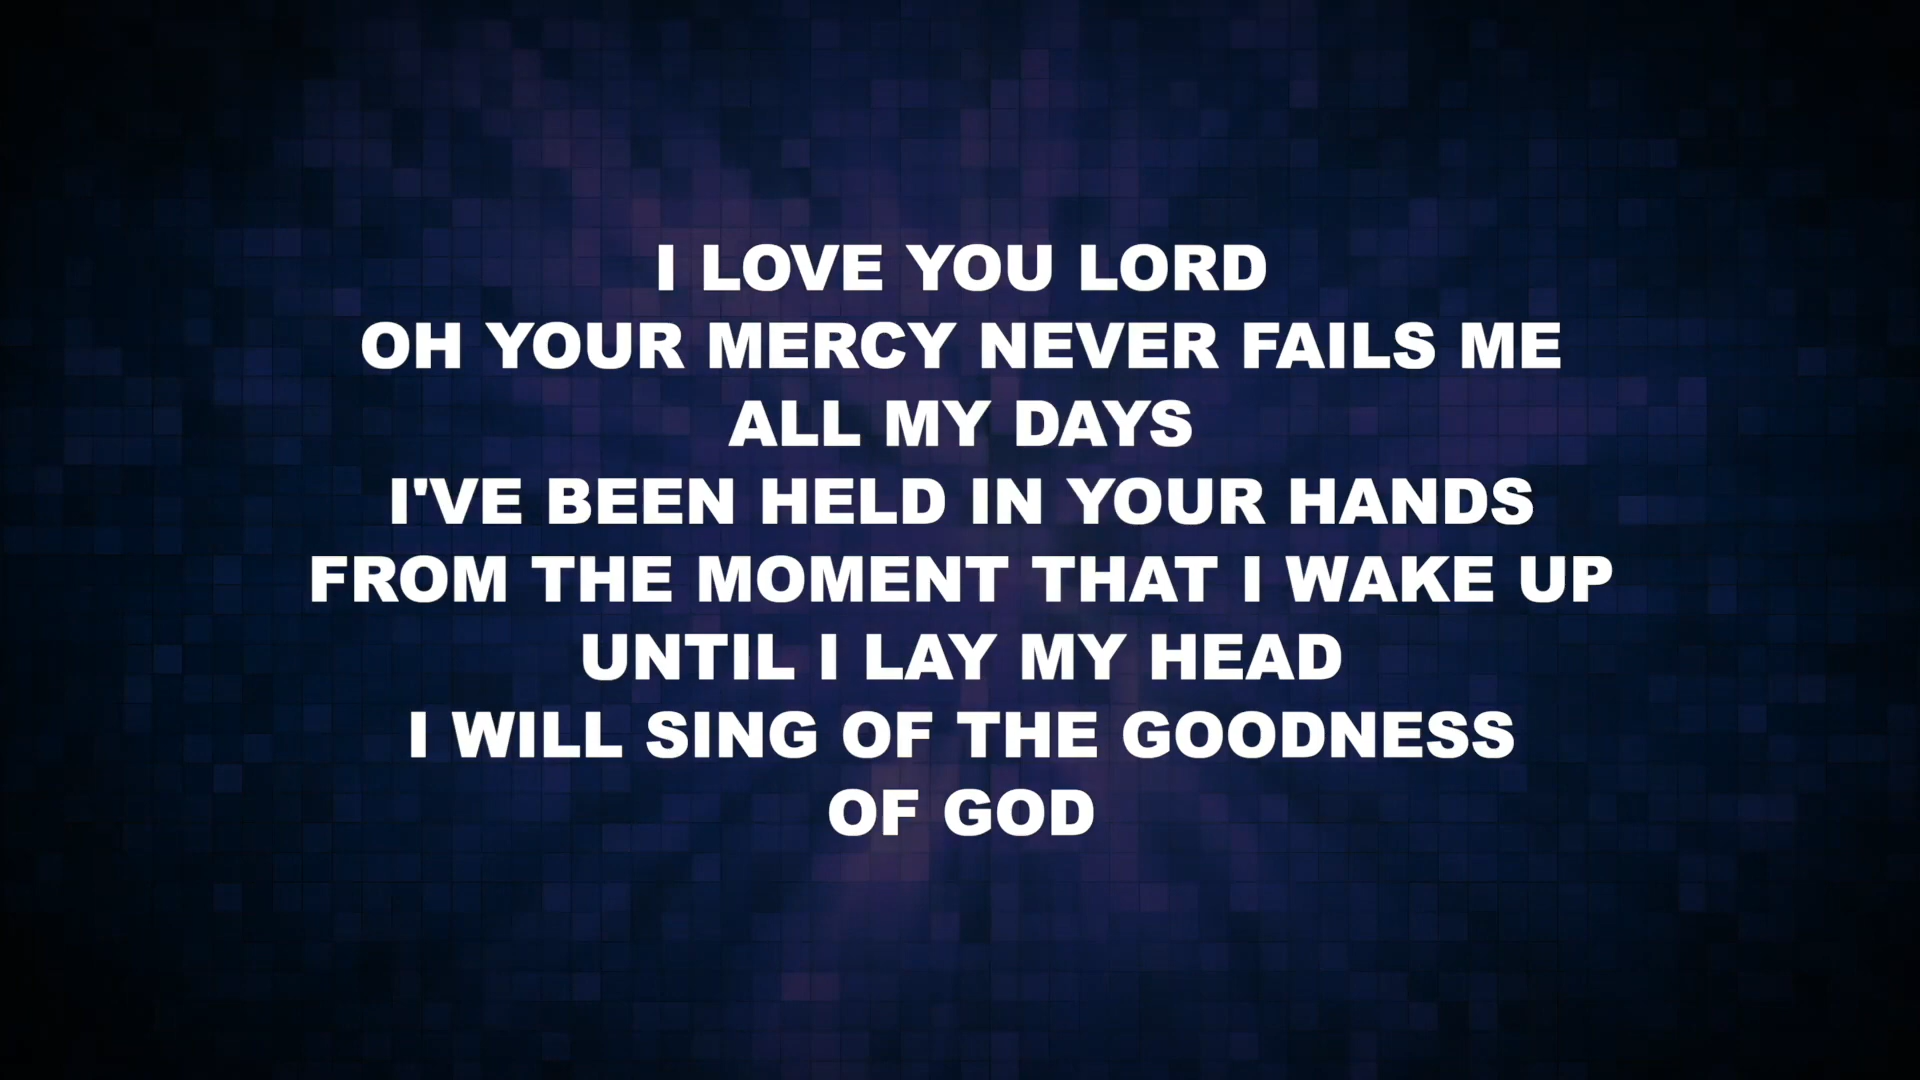 I LOVE YOU LORD
OH YOUR MERCY NEVER FAILS ME
ALL MY DAYS
I'VE BEEN HELD IN YOUR HANDS
FROM THE MOMENT THAT I WAKE UP
UNTIL I LAY MY HEAD
I WILL SING OF THE GOODNESS
OF GOD